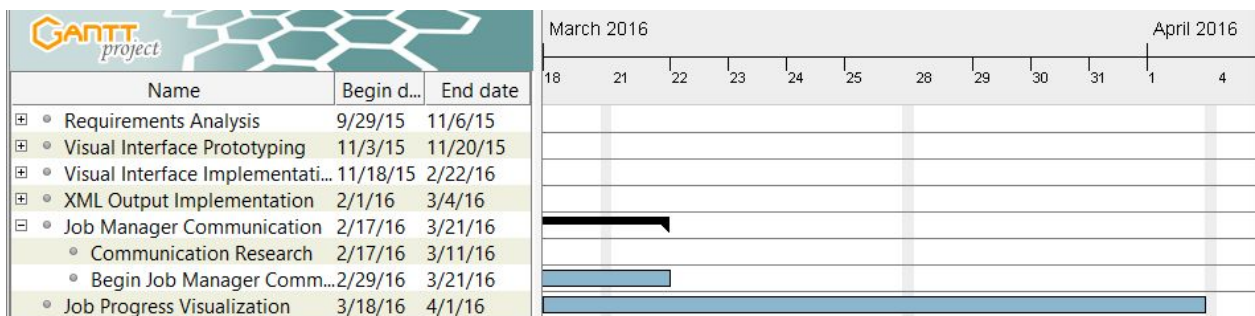 GANTT
project
March 2016 April 2016
18 21 22 23 24 25 28 29 30 31 1 4
Name Begin d... End date
Requirements Analysis 9/29/15 11/6/15
Visual Interface Prototyping 11/3/15 11/20/15
Visual Interface Implementati... 11/18/15 2/22/16
XML Output Implementation 2/1/16 3/4/16
Job Manager Communication 2/17/16 3/21/16
Communication Research 2/17/16 3/11/16
Begin Job Manager Comm... 2/29/16 3/21/16
Job Progress Visualization 3/18/16 4/1/16